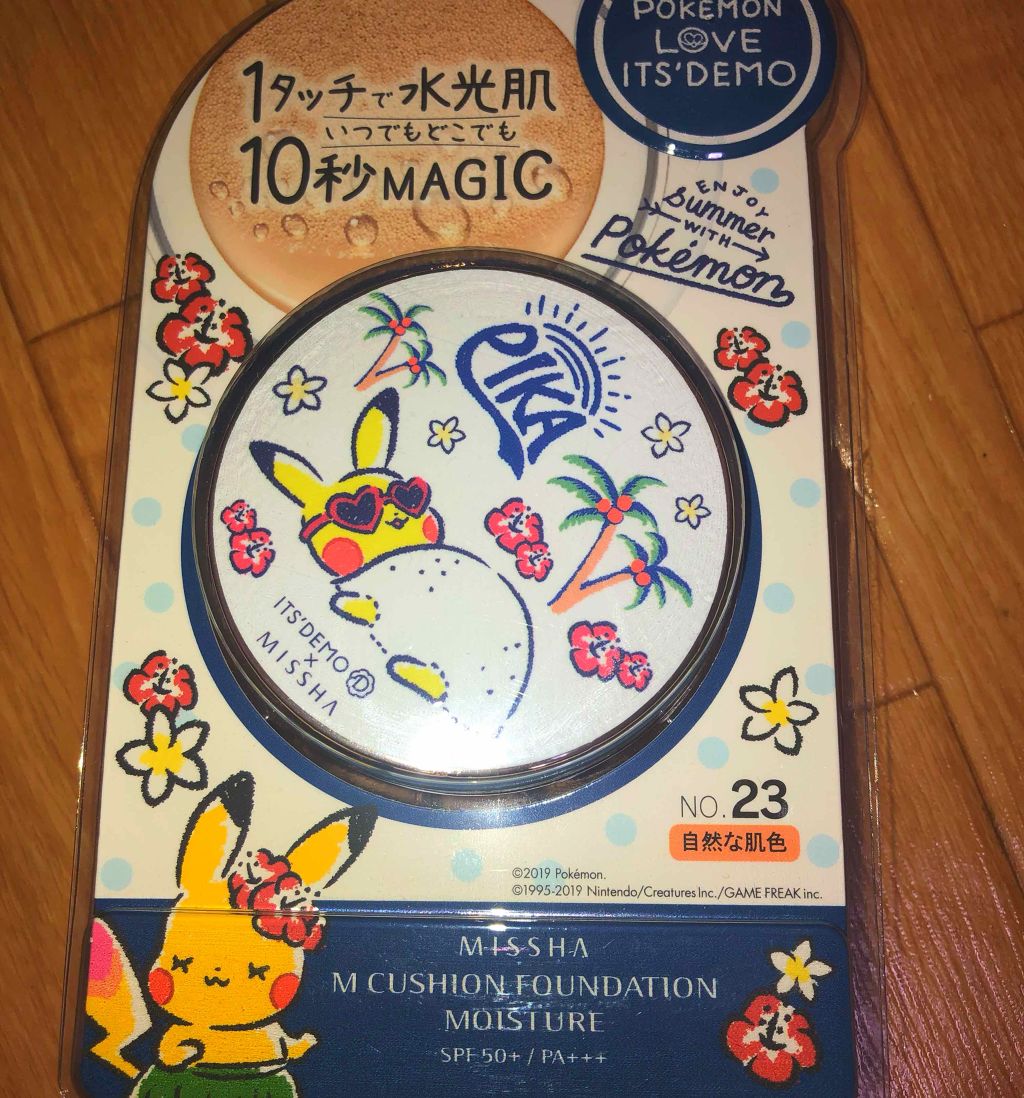 POKÉMON
LOVE
ITS'DEMO
1タッチで水光肌
いつでもどこでも
10秒MAGIC
ENJOY
summer
WITH
Pokémon
PIKA
ITS'DEMO
×
MISSHA
NO. 23
自然な肌色
©2019 Pokémon.
©1995-2019 Nintendo/Creatures Inc./GAME FREAK inc.
MISSHA
M CUSHION FOUNDATION
MOISTURE
SPF 50+ / PA+++